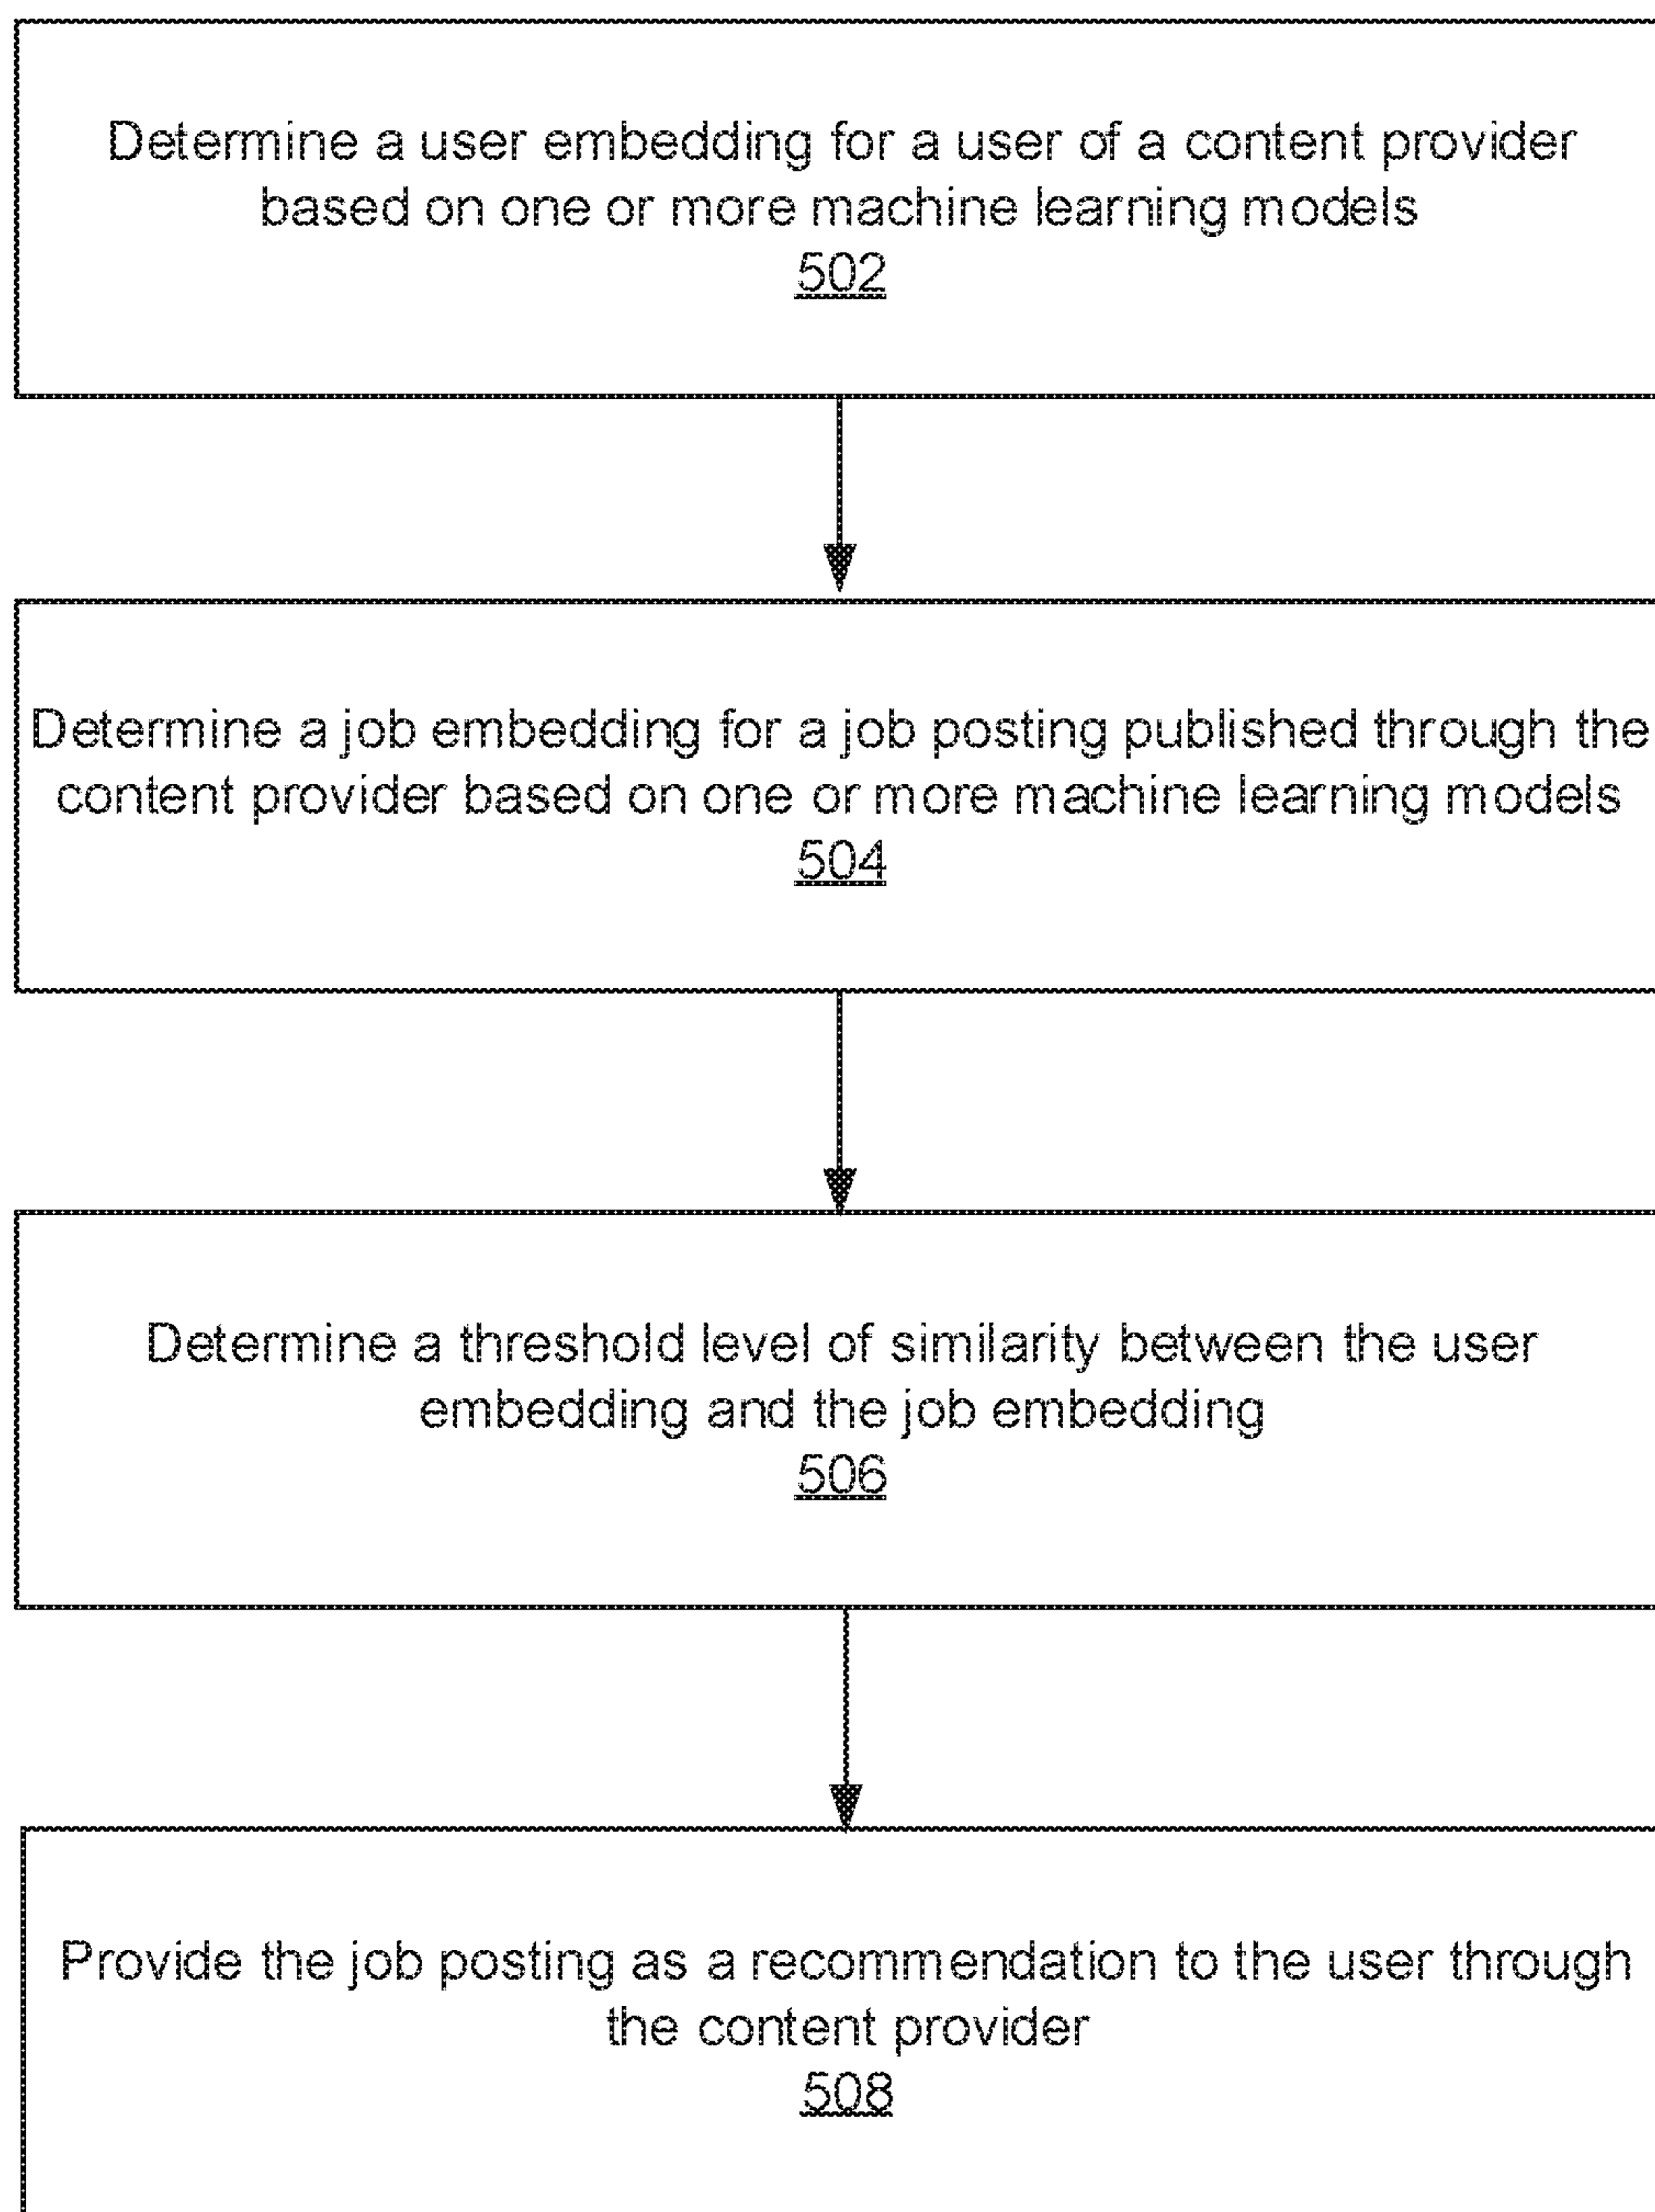 Determine a user embedding for a user of a content provider
based on one or more machine learning models
502
Determine a job embedding for a job posting published through the
content provider based on one or more machine learning models
504
Determine a threshold level of similarity between the user
embedding and the job embedding
506
Provide the job posting as a recommendation to the user through
the content provider
508